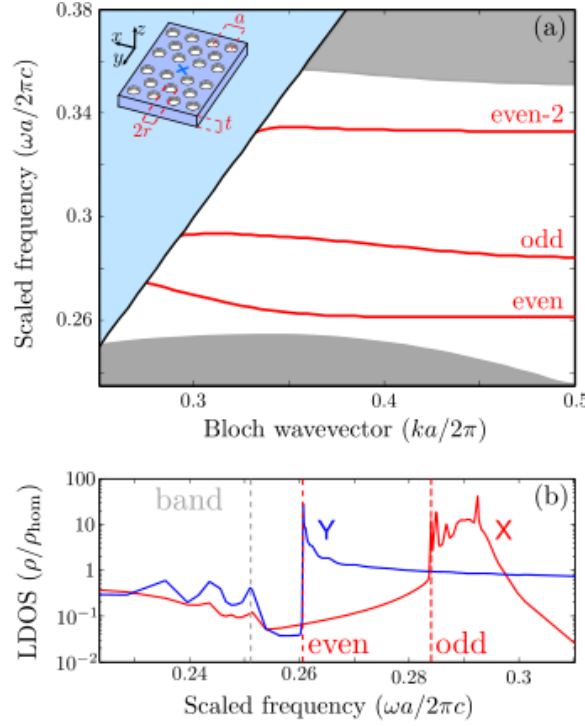 0.38
(a)
a
x
z
y
2r
t
even-2
odd
even
0.34
0.3
0.26
Scaled frequency (ωa/2πc)
0.3
0.4
0.5
Bloch wavevector (ka/2π)
100
10
1
10⁻¹
10⁻²
LDOS (ρ/ρhom)
band
Y
X
(b)
even
odd
0.24
0.26
0.28
0.3
Scaled frequency (ωa/2πc)